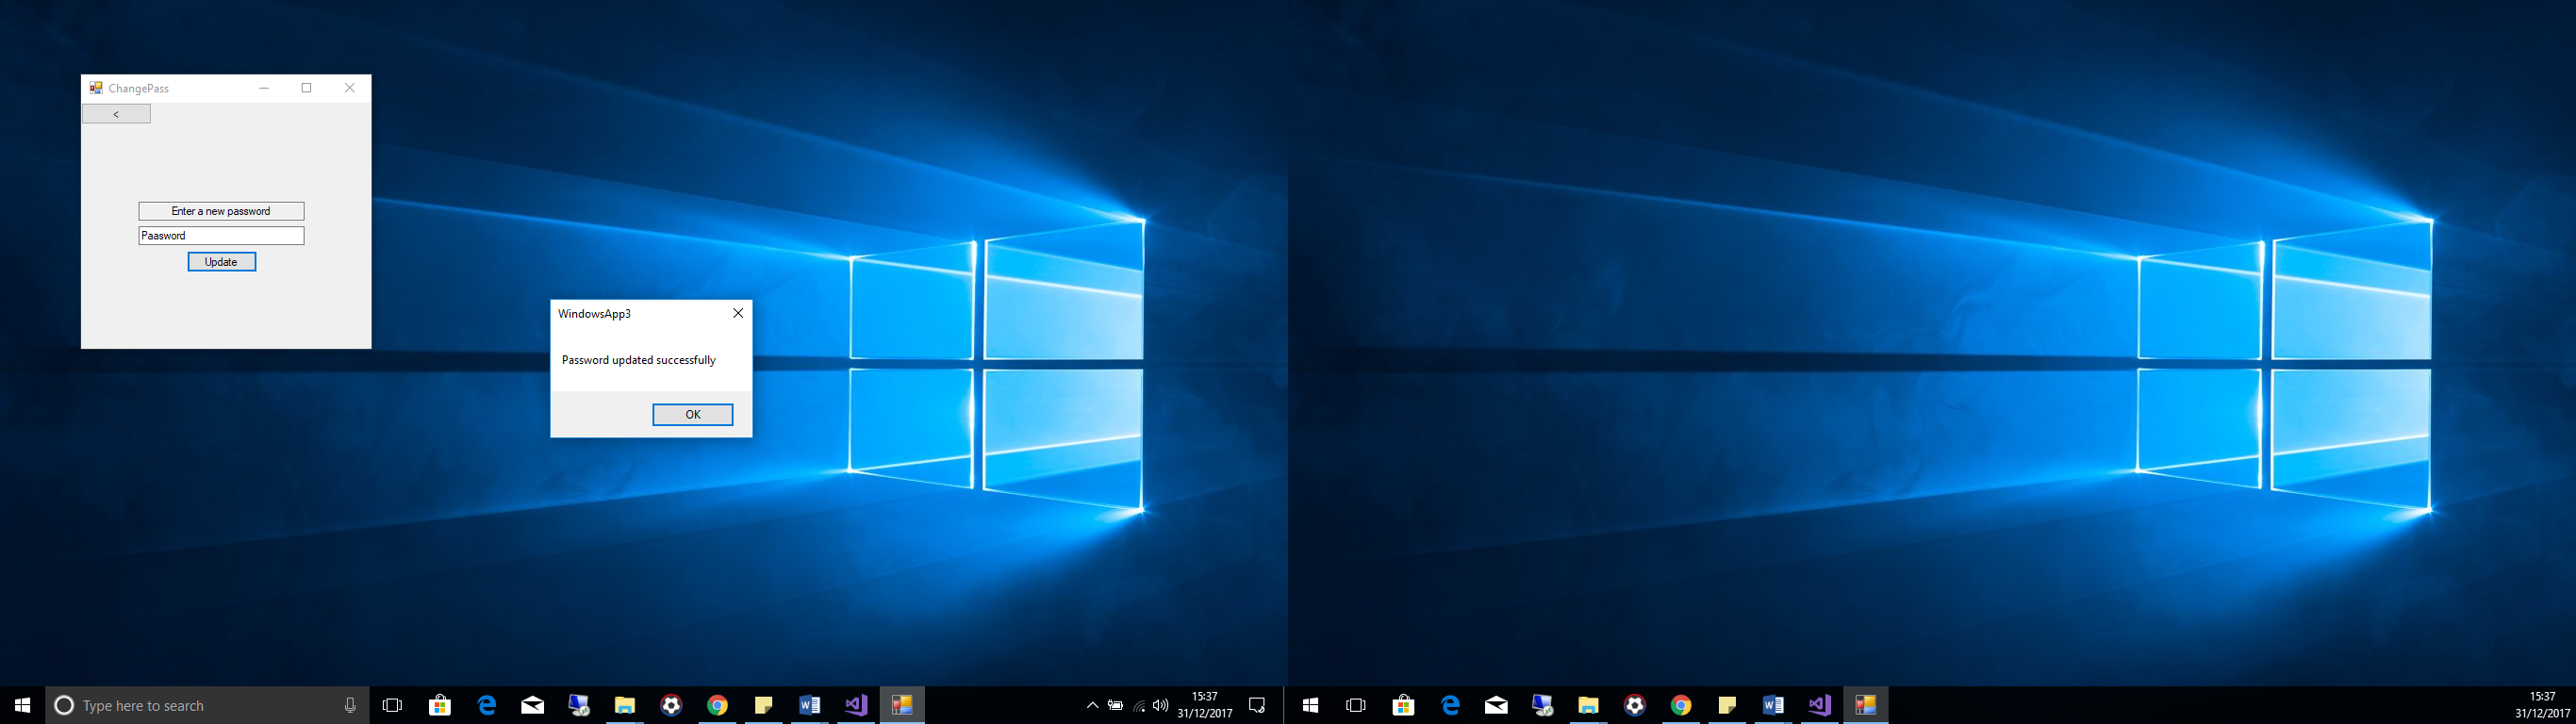 ChangePass
<
Enter a new password
Paasword
Update
WindowsApp3
Password updated successfully
OK
Type here to search
15:37
31/12/2017
15:37
31/12/2017